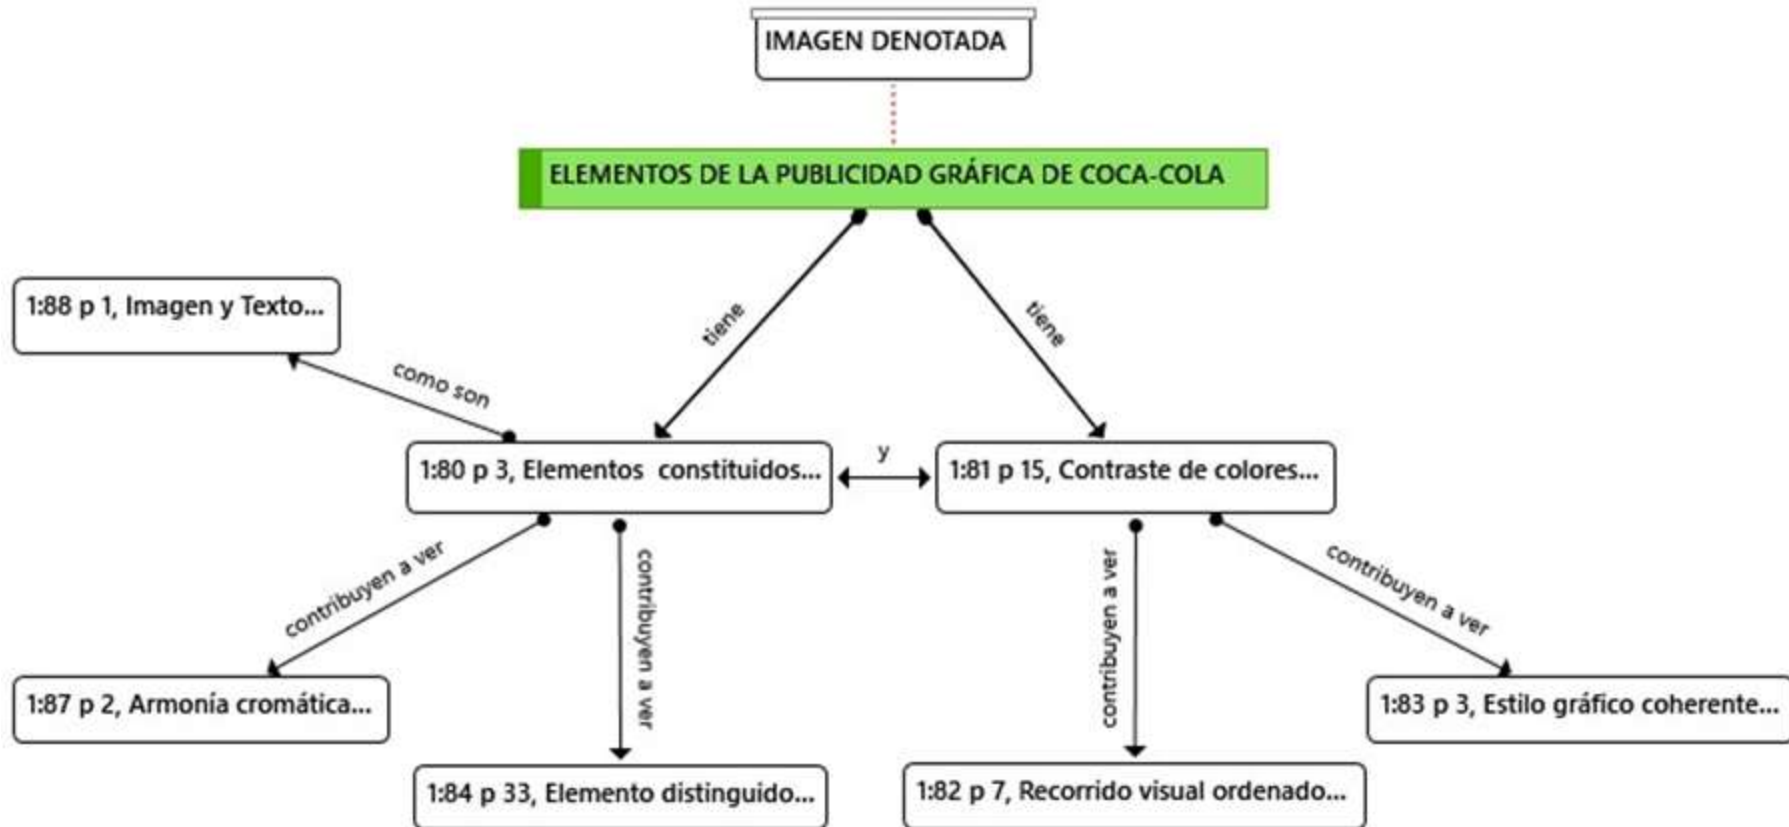 IMAGEN DENOTADA
ELEMENTOS DE LA PUBLICIDAD GRÁFICA DE COCA-COLA
tiene
tiene
1:88 p 1, Imagen y Texto...
como son
1:80 p 3, Elementos constituidos...
y
1:81 p 15, Contraste de colores...
contribuyen a ver
contribuyen a ver
contribuyen a ver
contribuyen a ver
1:87 p 2, Armonía cromática...
1:84 p 33, Elemento distinguido...
1:82 p 7, Recorrido visual ordenado...
1:83 p 3, Estilo gráfico coherente...